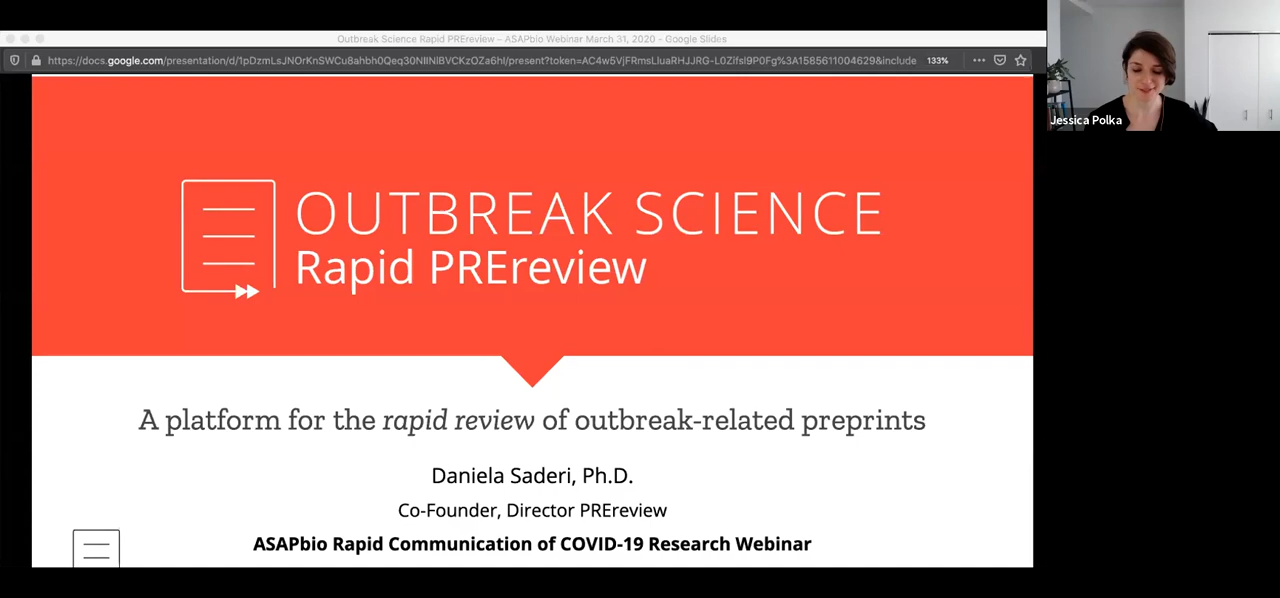 Outbreak Science Rapid PREreview – ASAPbio Webinar March 31, 2020 - Google Slides
133%
Jessica Polka
OUTBREAK SCIENCE
Rapid PREreview
A platform for the rapid review of outbreak-related preprints
Daniela Saderi, Ph.D.
Co-Founder, Director PREreview
ASAPbio Rapid Communication of COVID-19 Research Webinar